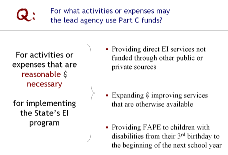 Q:
For what activities or expenses may
the lead agency use Part C funds?
For activities or
expenses that are
reasonable &
necessary
for implementing
the State's EI
program
• Providing direct EI services not
funded through other public or
private sources
• Expanding & improving services
that are otherwise available
• Providing FAPE to children with
disabilities from their 3rd birthday to
the beginning of the next school year